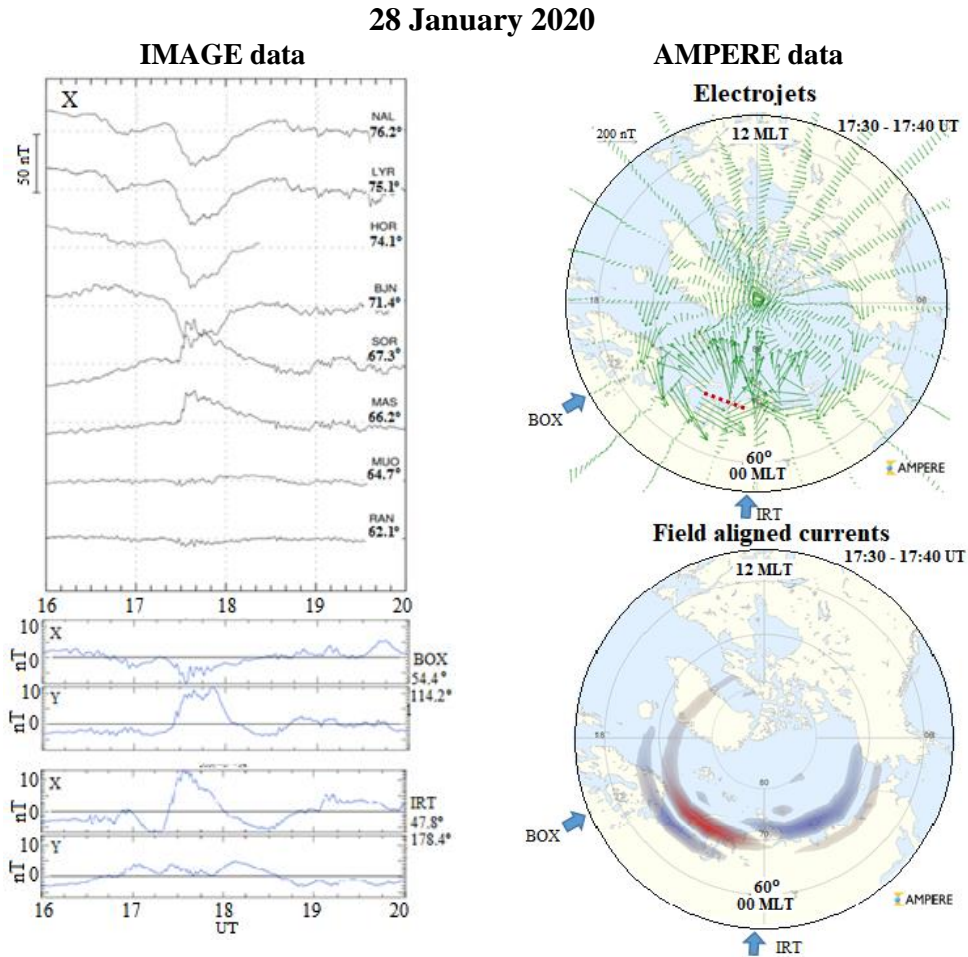 28 January 2020
IMAGE data
X
50 nT
NAL
76.2°
LYR
75.1°
HOR
74.1°
BJN
71.4°
SOR
67.3°
MAS
66.2°
MUO
64.7°
RAN
62.1°
16 17 18 19 20
10
0
nT
X
BOX
54.4°
114.2°
10
0
nT
Y
10
0
nT
X
IRT
47.8°
178.4°
10
0
nT
Y
16 17 18 19 20
UT
AMPERE data
Electrojets
200 nT
12 MLT
17:30 - 17:40 UT
18
06
BOX
60°
00 MLT
AMPERE
IRT
Field aligned currents
17:30 - 17:40 UT
12 MLT
18
06
80
70
BOX
60°
00 MLT
AMPERE
IRT